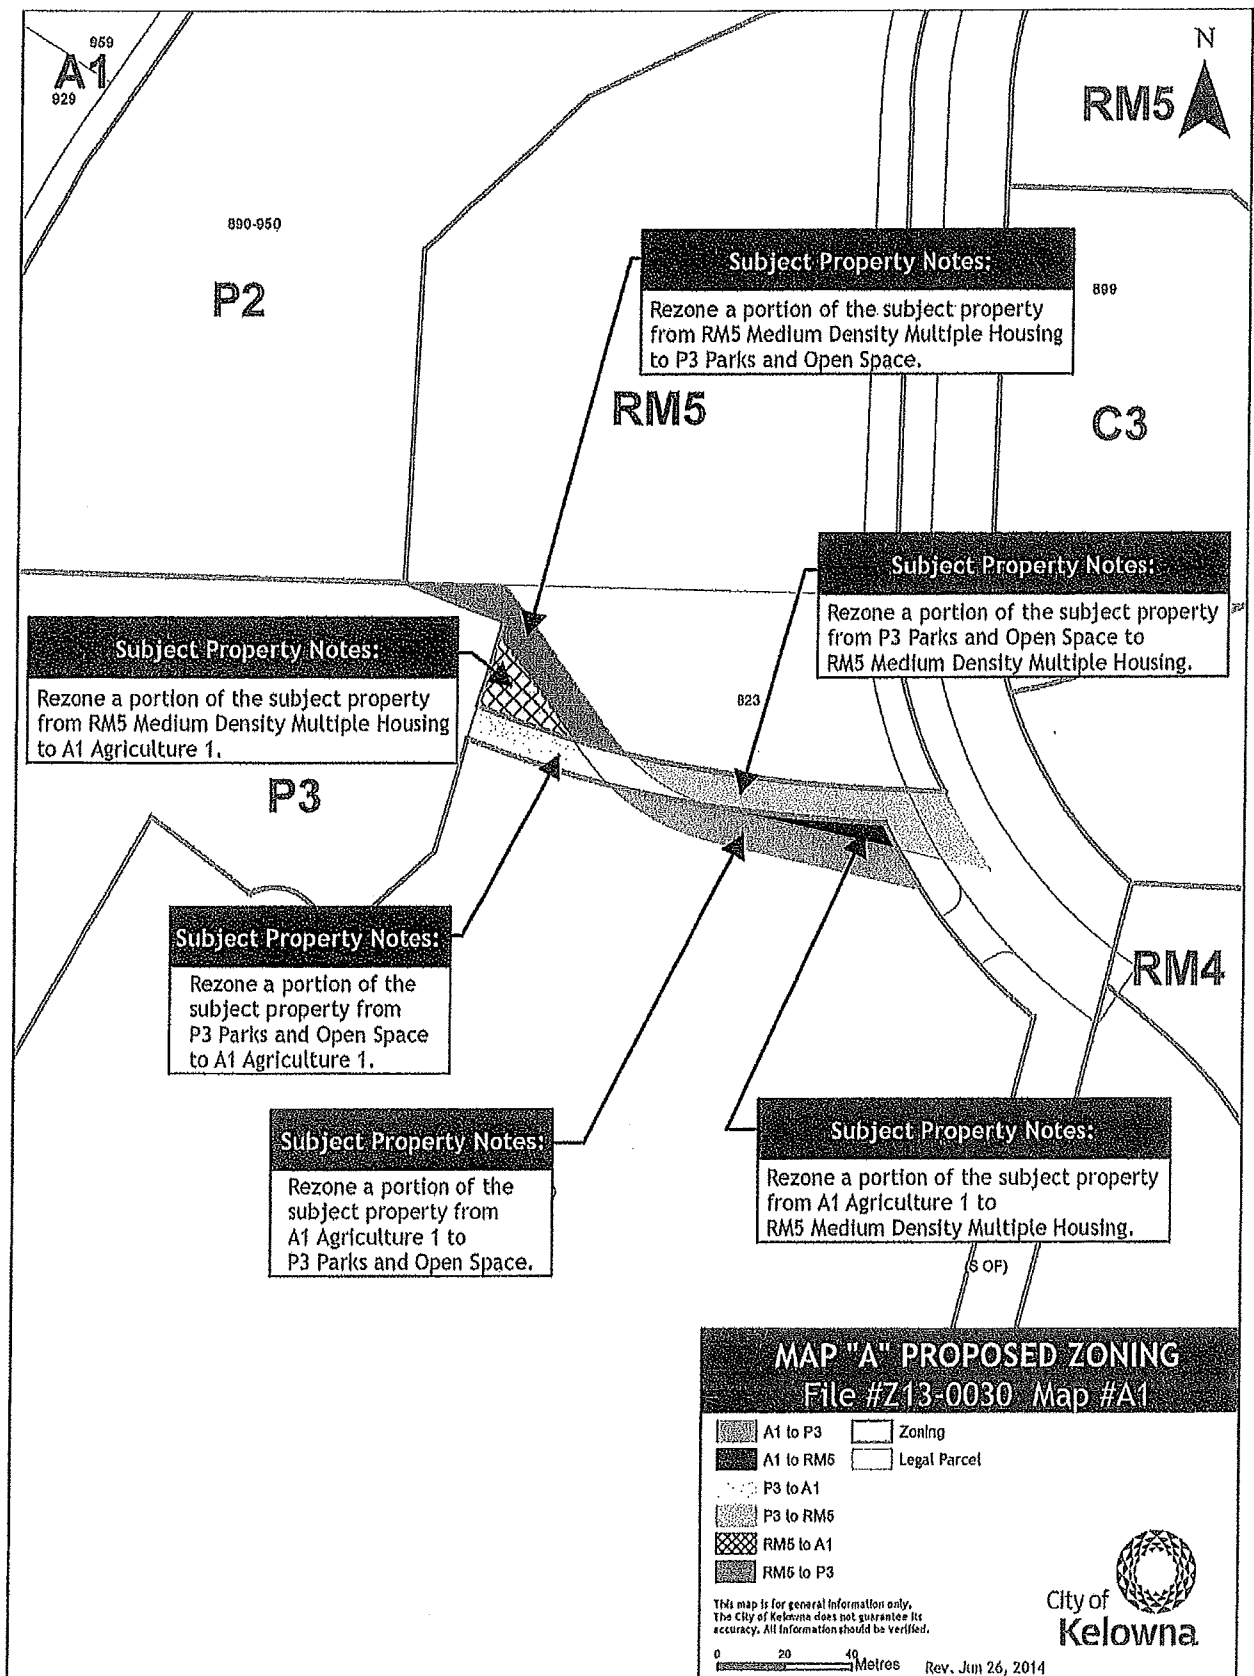 959
A1
929
N
RM5
890-950
P2
Subject Property Notes:
Rezone a portion of the subject property
from RM5 Medium Density Multiple Housing
to P3 Parks and Open Space.
899
RM5
C3
Subject Property Notes:
Rezone a portion of the subject property
from P3 Parks and Open Space to
RM5 Medium Density Multiple Housing.
Subject Property Notes:
Rezone a portion of the subject property
from RM5 Medium Density Multiple Housing
to A1 Agriculture 1.
823
P3
Subject Property Notes:
Rezone a portion of the
subject property from
P3 Parks and Open Space
to A1 Agriculture 1.
RM4
Subject Property Notes:
Rezone a portion of the
subject property from
A1 Agriculture 1 to
P3 Parks and Open Space.
Subject Property Notes:
Rezone a portion of the subject property
from A1 Agriculture 1 to
RM5 Medium Density Multiple Housing.
(S OF)
MAP "A" PROPOSED ZONING
File #Z13-0030 Map #A1
A1 to P3
A1 to RM5
P3 to A1
P3 to RM5
RM5 to A1
RM5 to P3
Zoning
Legal Parcel
This map is for general information only.
The City of Kelowna does not guarantee its
accuracy. All information should be verified.
0 20 40 Metres
Rev. Jun 26, 2014
City of
Kelowna